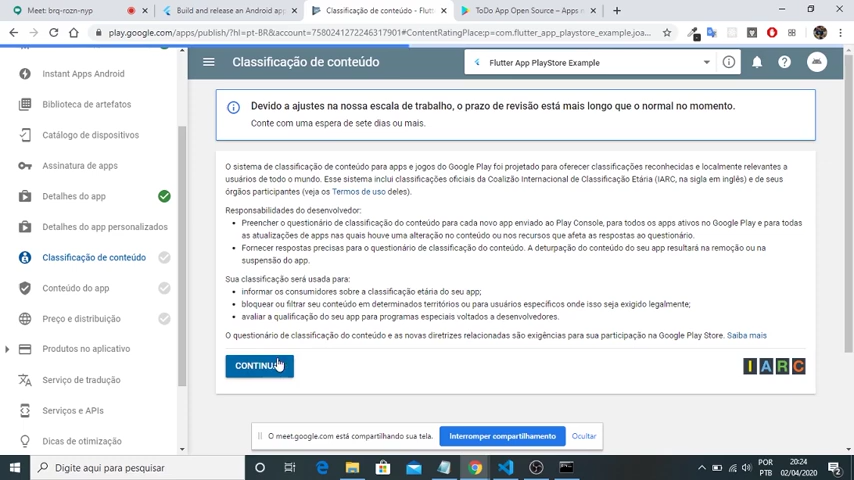 Meet: brq-rozn-nyp
Build and release an Android app
Classificação de conteúdo - Flutt
ToDo App Open Source – Apps n
play.google.com/apps/publish/?hl=pt-BR&account=7580242172246317901#ContentRatingPlace:p=com.flutter_app_playstore_example.joa...
Instant Apps Android
Biblioteca de artefatos
Catálogo de dispositivos
Assinatura de apps
Detalhes do app
Detalhes do app personalizados
Classificação de conteúdo
Conteúdo do app
Preço e distribuição
Produtos no aplicativo
Serviço de tradução
Serviços e APIs
Dicas de otimização
Classificação de conteúdo
Flutter App PlayStore Example
Devido a ajustes na nossa escala de trabalho, o prazo de revisão está mais longo que o normal no momento.
Conte com uma espera de sete dias ou mais.
O sistema de classificação de conteúdo para apps e jogos do Google Play foi projetado para oferecer classificações reconhecidas e localmente relevantes a
usuários de todo o mundo. Esse sistema inclui classificações oficiais da Coalizão Internacional de Classificação Etária (IARC, na sigla em inglês) e de seus
órgãos participantes (veja os Termos de uso deles).
Responsabilidades do desenvolvedor:
• Preencher o questionário de classificação do conteúdo para cada novo app enviado ao Play Console, para todos os apps ativos no Google Play e para todas
as atualizações de apps nas quais houve uma alteração no conteúdo ou nos recursos que afeta as respostas ao questionário.
• Fornecer respostas precisas para o questionário de classificação do conteúdo. A deturpação do conteúdo do seu app resultará na remoção ou na
suspensão do app.
Sua classificação será usada para:
• informar os consumidores sobre a classificação etária do seu app;
• bloquear ou filtrar seu conteúdo em determinados territórios ou para usuários específicos onde isso seja exigido legalmente;
• avaliar a qualificação do seu app para programas especiais voltados a desenvolvedores.
O questionário de classificação do conteúdo e as novas diretrizes relacionadas são exigências para sua participação na Google Play Store. Saiba mais
CONTINU
IARC
O meet.google.com está compartilhando sua tela.
Interromper compartilhamento
Ocultar
Digite aqui para pesquisar
POR
PTB
20:24
02/04/2020
2